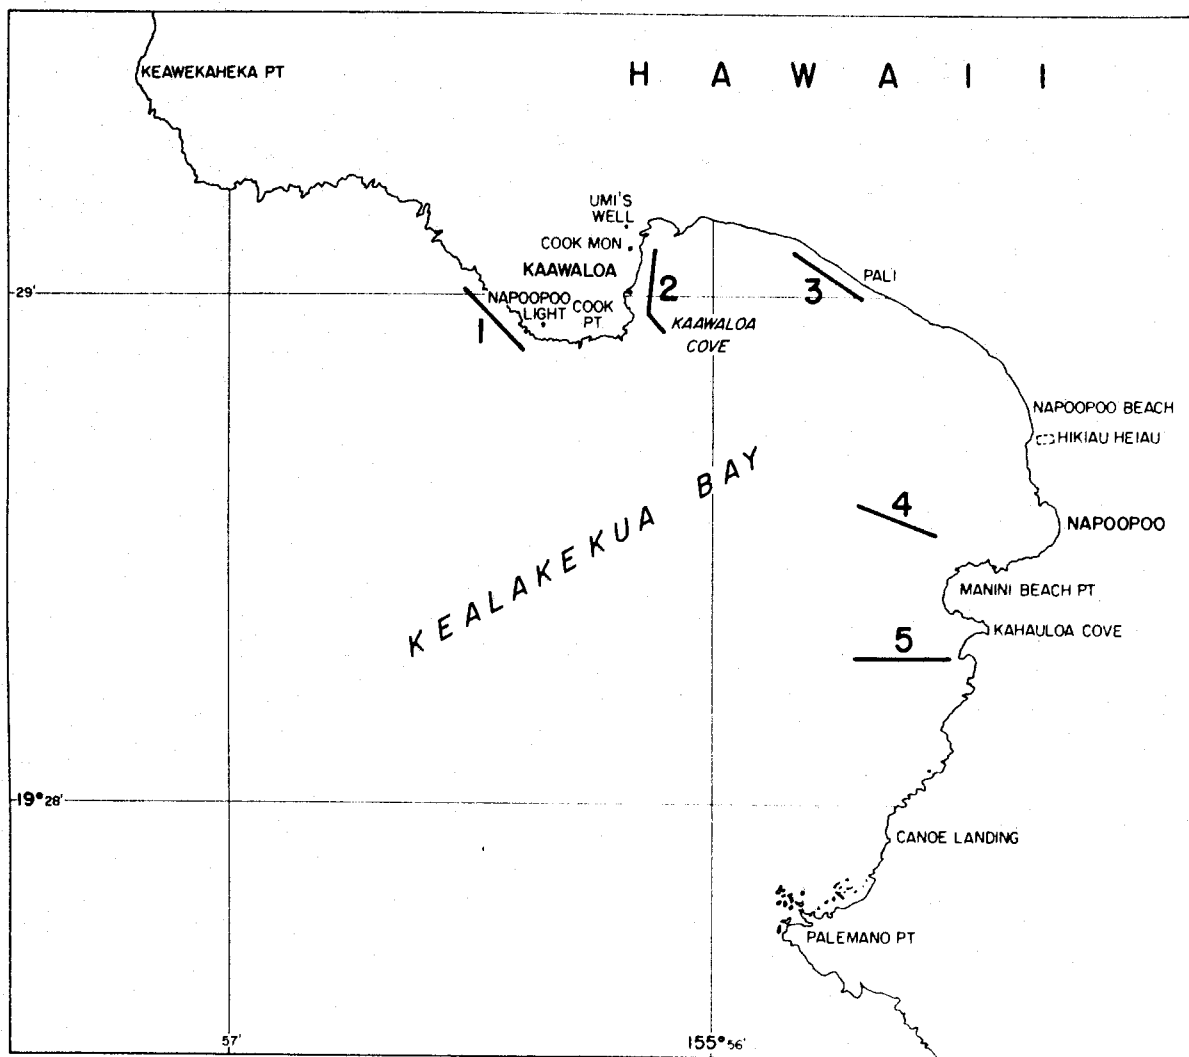 HAWAII
KEAWEKAHEKA PT
UMI'S
WELL
COOK MON
KAAWALOA
29'
NAPOOPOO
LIGHT
COOK
PT.
1
2
3
PALI
KAAWALOA
COVE
NAPOOPOO BEACH
HIKIAU HEIAU
KEALAKEKUA BAY
4
NAPOOPOO
MANINI BEACH PT
KAHAULOA COVE
5
19° 28'
CANOE LANDING
PALEMANO PT
57'
155° 56'